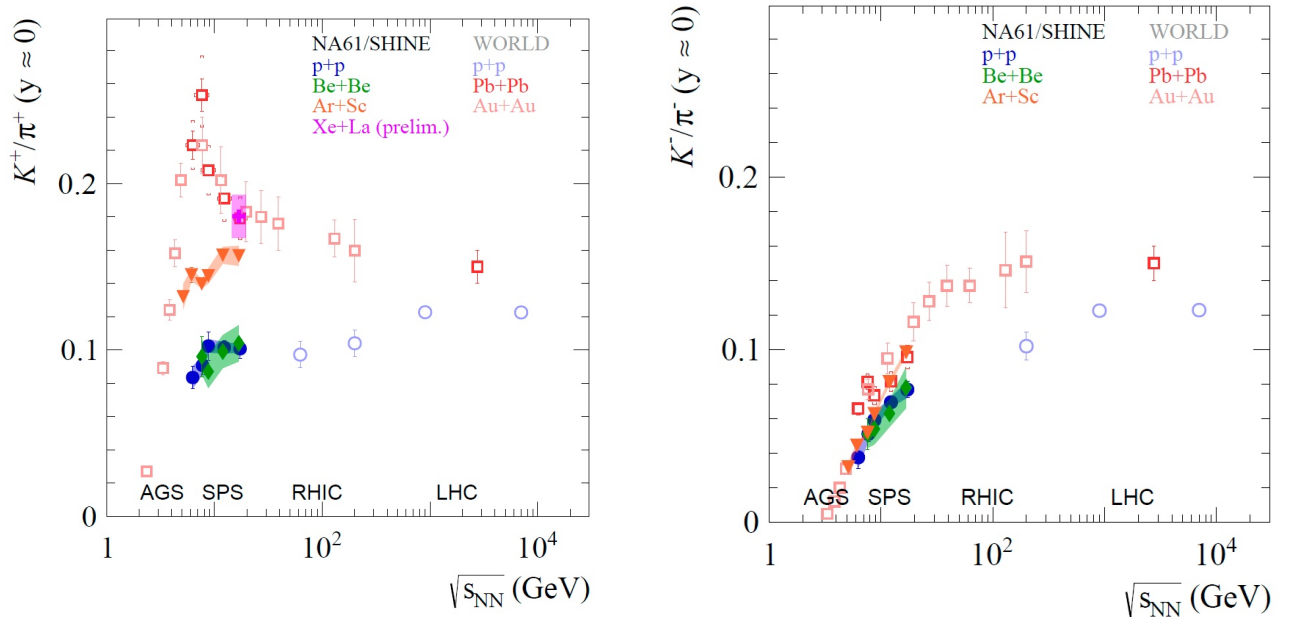 K⁺/π⁺ (y ≈ 0)
NA61/SHINE
WORLD
p+p
p+p
Be+Be
Pb+Pb
Ar+Sc
Au+Au
Xe+La (prelim.)
0.2
0.1
0
AGS
SPS
RHIC
LHC
1
10²
10⁴
√sNN (GeV)
K⁻/π⁻ (y ≈ 0)
NA61/SHINE
WORLD
p+p
p+p
Be+Be
Pb+Pb
Ar+Sc
Au+Au
0.2
0.1
0
AGS
SPS
RHIC
LHC
1
10²
10⁴
√sNN (GeV)